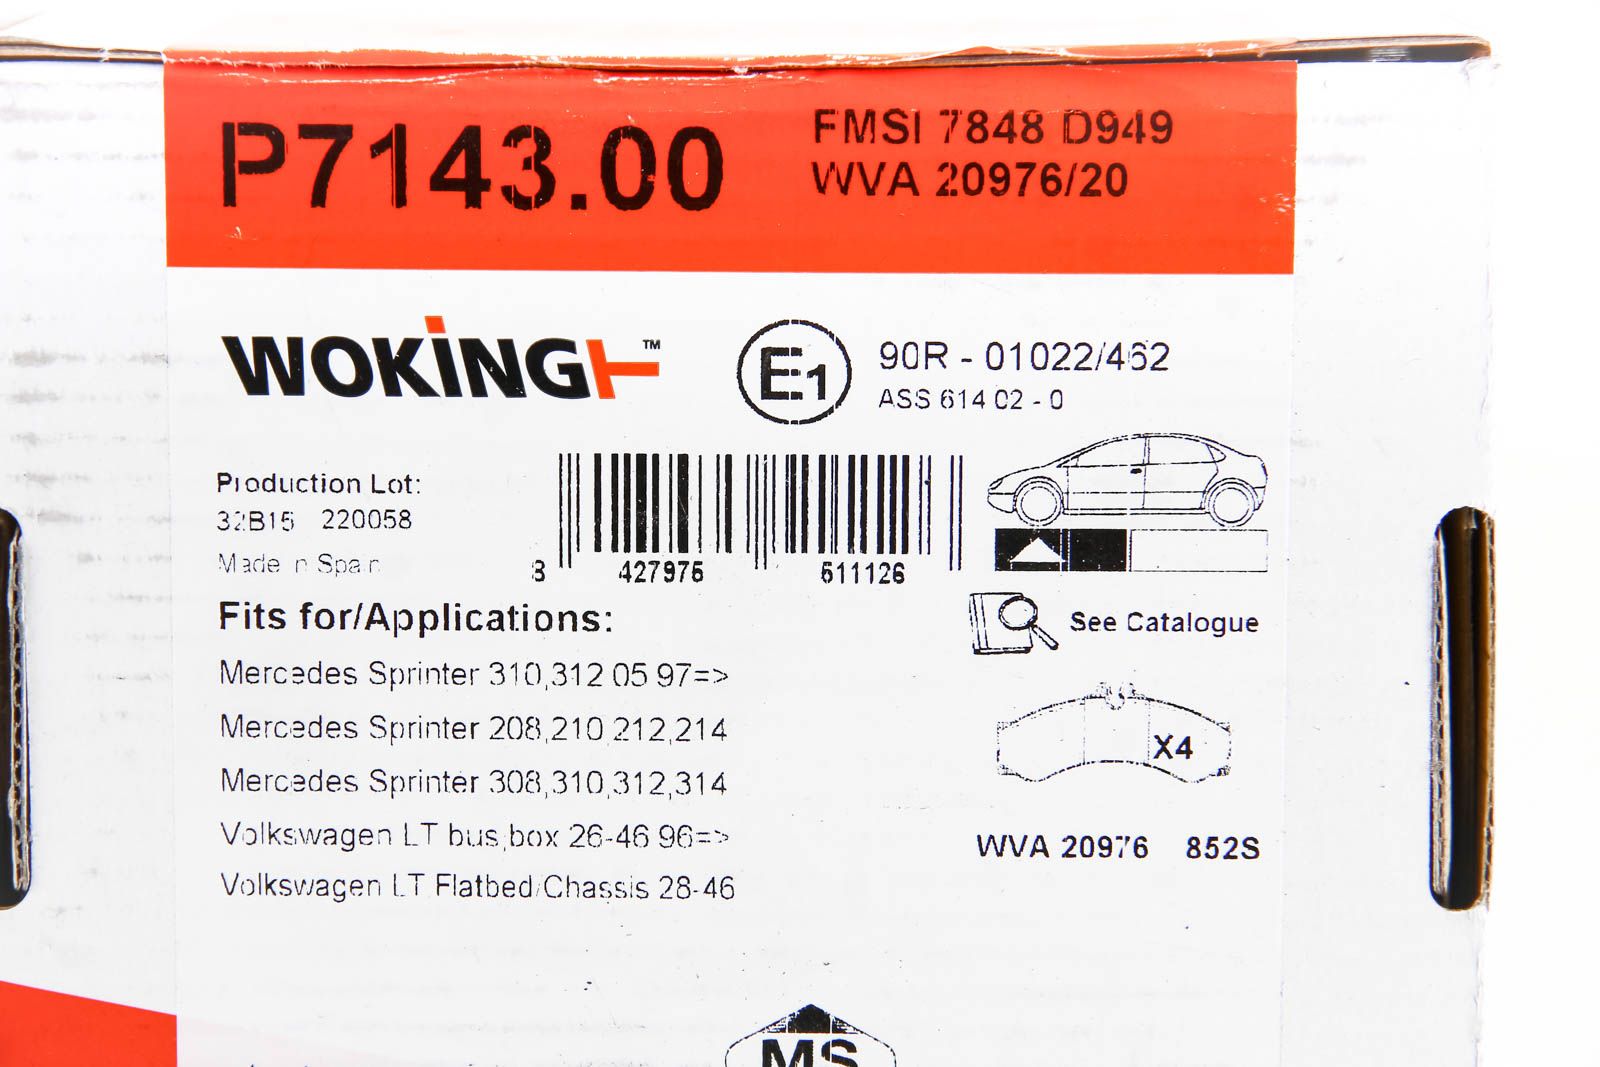 P7143.00
FMSI 7848 D949
WVA 20976/20
WOKING™
E1
90R - 01022/462
ASS 614 02 - 0
Production Lot:
32B15 220058
Made in Spain
8 427976 611126
Fits for/Applications:
See Catalogue
Mercedes Sprinter 310,312 05 97=>
Mercedes Sprinter 208,210,212,214
Mercedes Sprinter 308,310,312,314
X4
Volkswagen LT bus,box 26-46 96=>
WVA 20976 852S
Volkswagen LT Flatbed/Chassis 28-46
MS